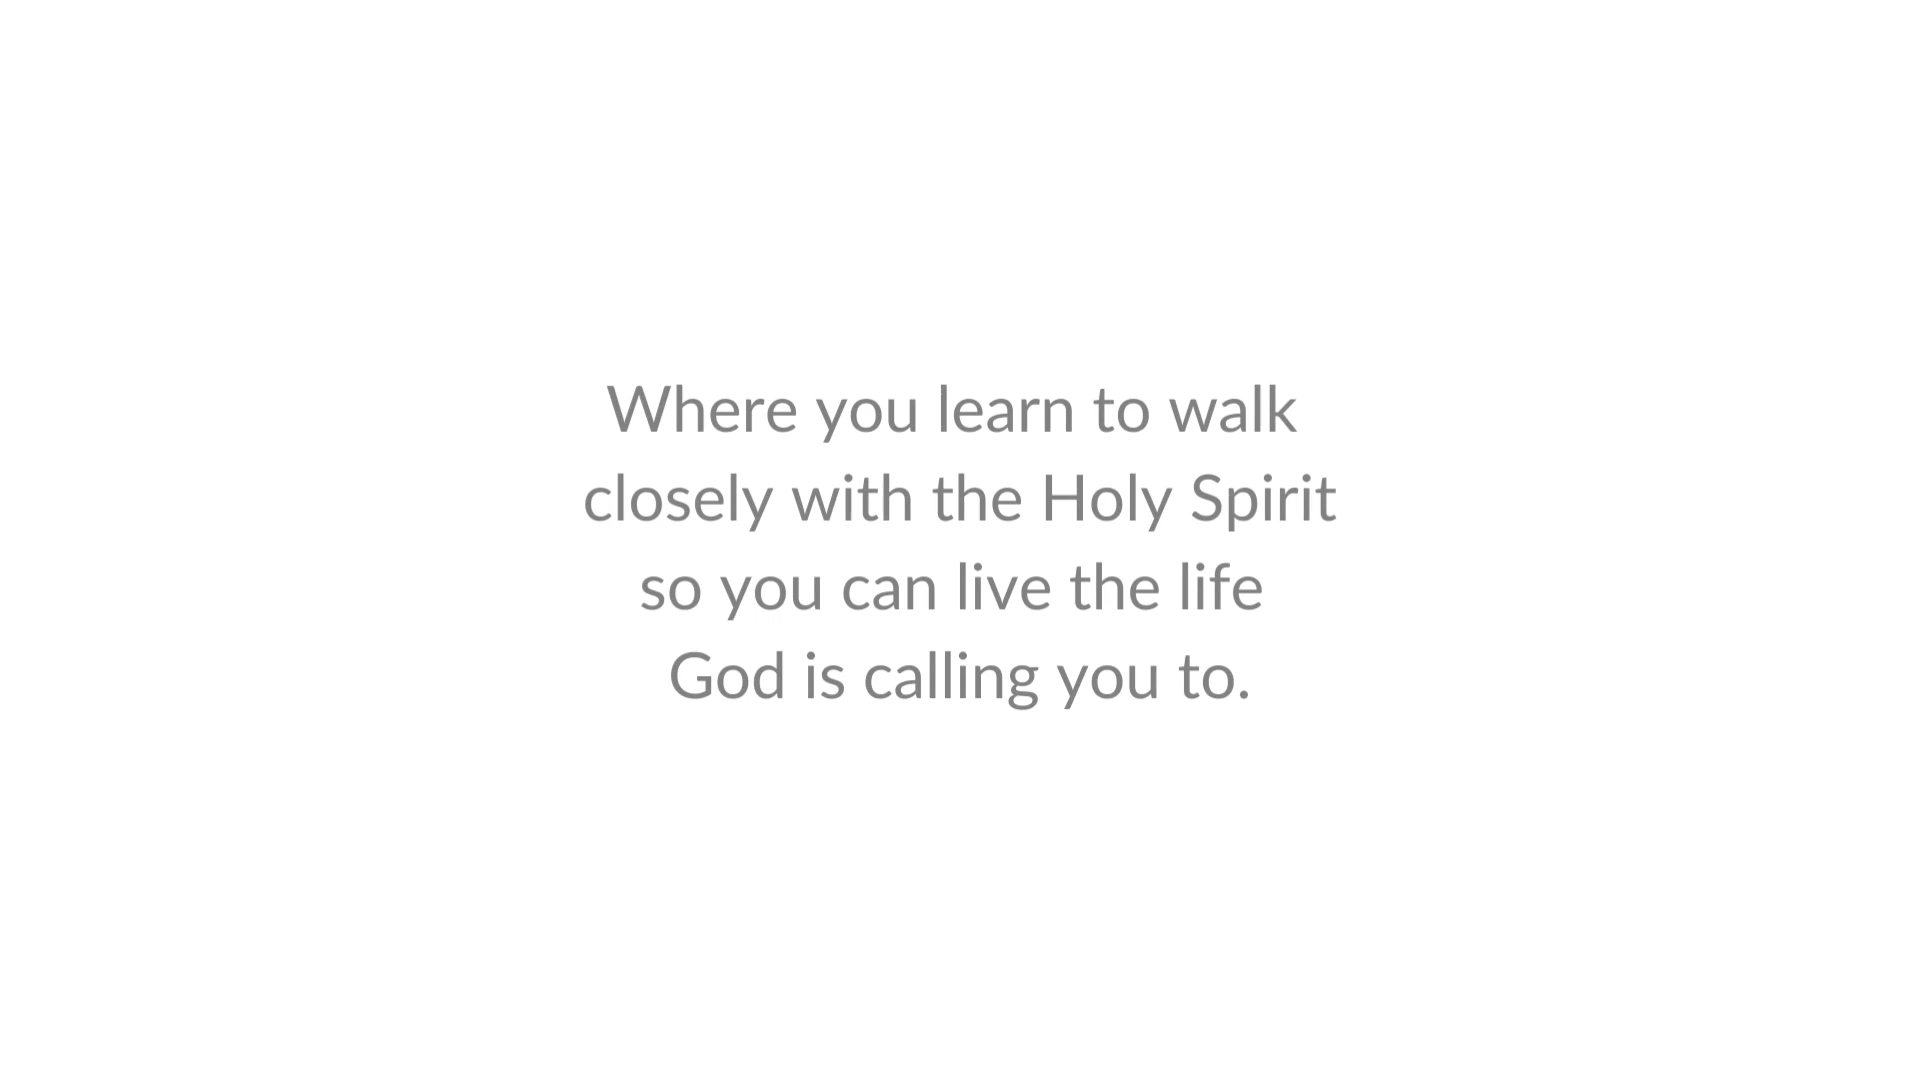 Where you learn to walk
closely with the Holy Spirit
so you can live the life
God is calling you to.